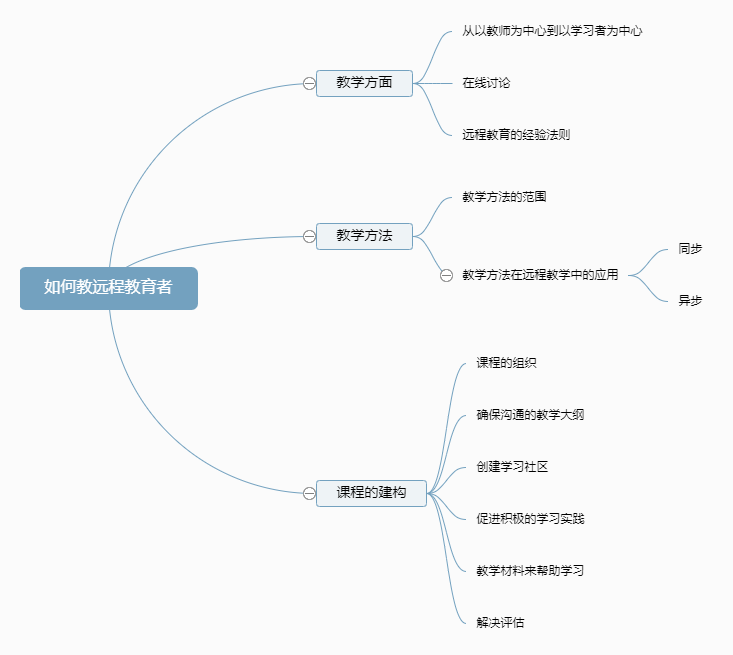 如何教远程教育者
教学方面
从以教师为中心到以学习者为中心
在线讨论
远程教育的经验法则
教学方法
教学方法的范围
教学方法在远程教学中的应用
同步
异步
课程的建构
课程的组织
确保沟通的教学大纲
创建学习社区
促进积极的学习实践
教学材料来帮助学习
解决评估